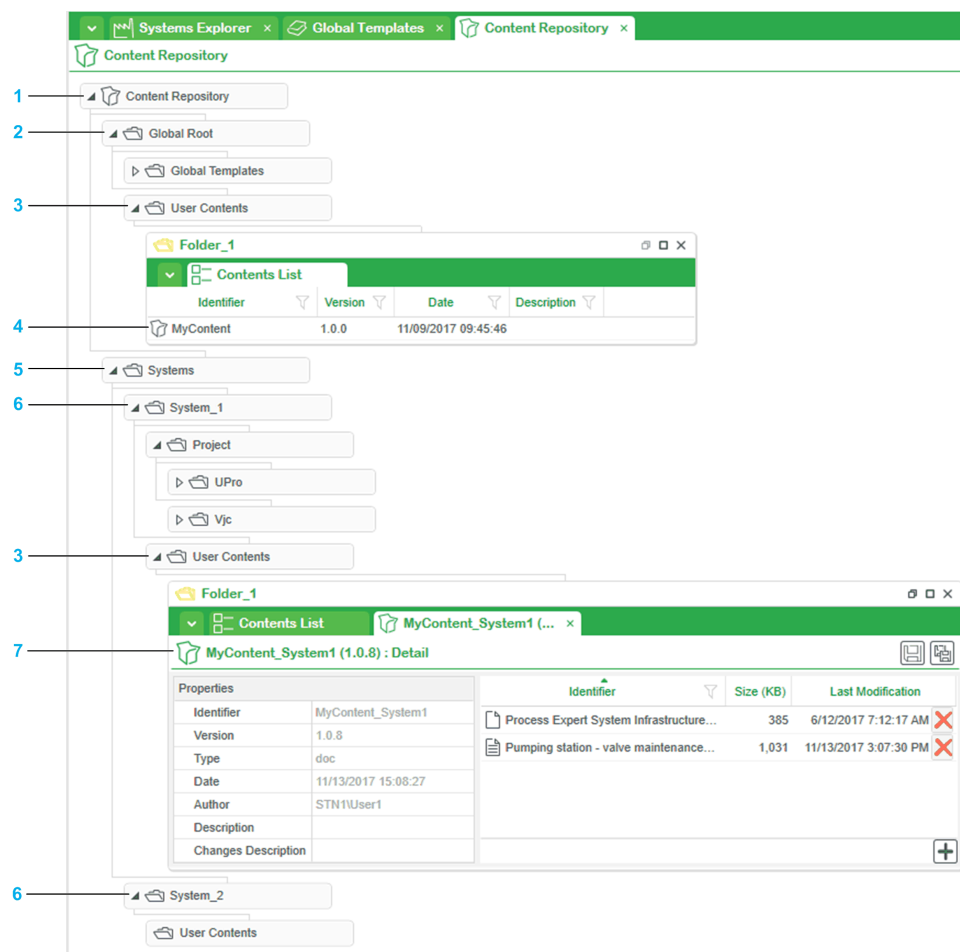 Systems Explorer × Global Templates × Content Repository ×
Content Repository
1 Content Repository
2 Global Root
Global Templates
3 User Contents
Folder_1
Contents List
Identifier Version Date Description
4 MyContent 1.0.0 11/09/2017 09:45:46
5 Systems
6 System_1
Project
UPro
Vjc
3 User Contents
Folder_1
Contents List MyContent_System1 (... ×
7 MyContent_System1 (1.0.8) : Detail
Properties
Identifier MyContent_System1
Version 1.0.8
Type doc
Date 11/13/2017 15:08:27
Author STN1\User1
Description
Changes Description
Identifier Size (KB) Last Modification
Process Expert System Infrastructure... 385 6/12/2017 7:12:17 AM
Pumping station - valve maintenance... 1,031 11/13/2017 3:07:30 PM
6 System_2
User Contents